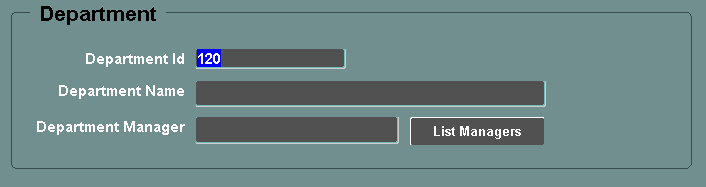 Department
Department Id 120
Department Name
Department Manager List Managers